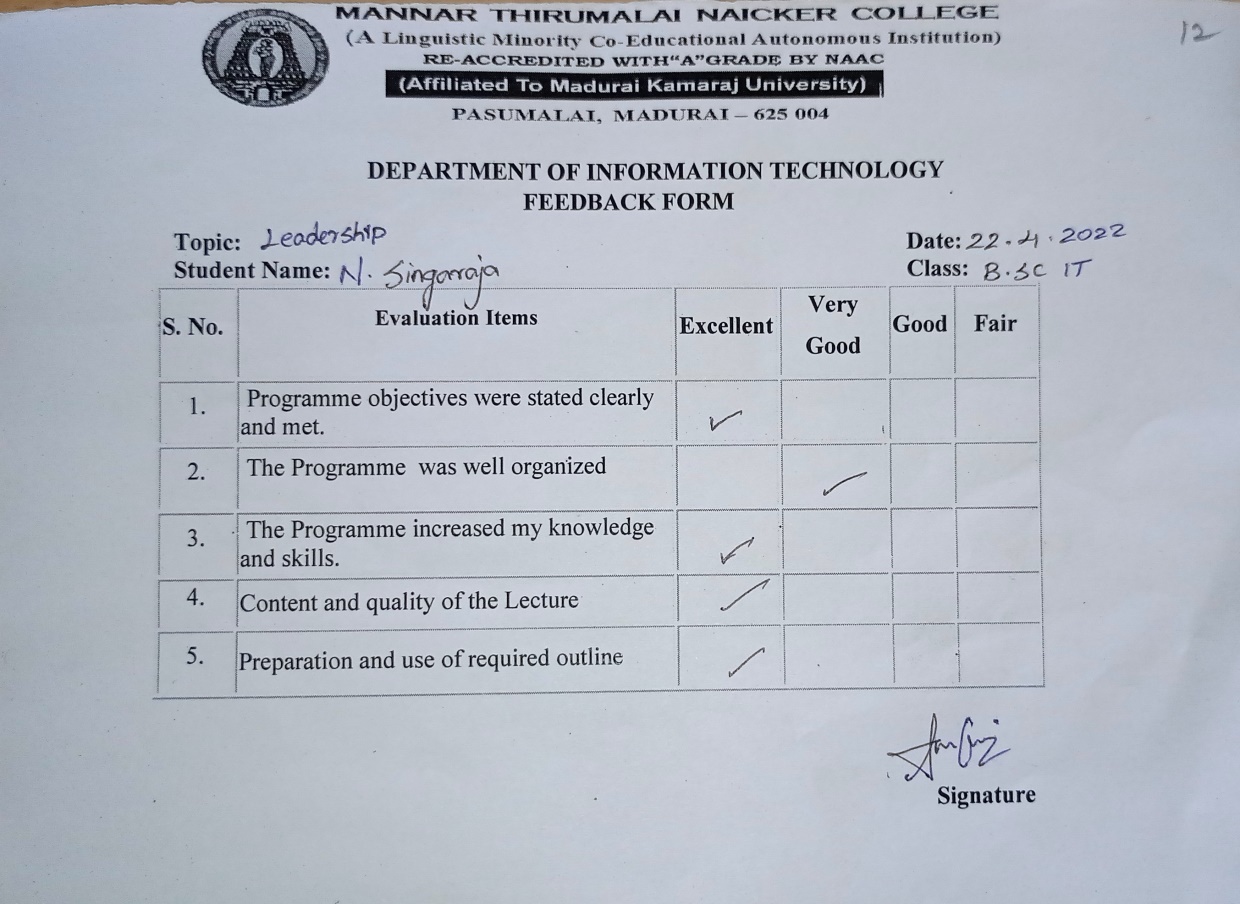 MANNAR THIRUMALAI NAICKER COLLEGE
(A Linguistic Minority Co-Educational Autonomous Institution)
12
RE-ACCREDITED WITH"A"GRADE BY NAAC
(Affiliated To Madurai Kamaraj University)
PASUMALAI, MADURAI – 625 004
DEPARTMENT OF INFORMATION TECHNOLOGY
FEEDBACK FORM
Topic: Leadership Date: 22.4.2022
Student Name: N. Singarraja Class: B.SC IT
S. No. Evaluation Items Excellent Very Good Good Fair
1. Programme objectives were stated clearly and met. ✓
2. The Programme was well organized ✓
3. The Programme increased my knowledge and skills. ✓
4. Content and quality of the Lecture ✓
5. Preparation and use of required outline ✓
Signature